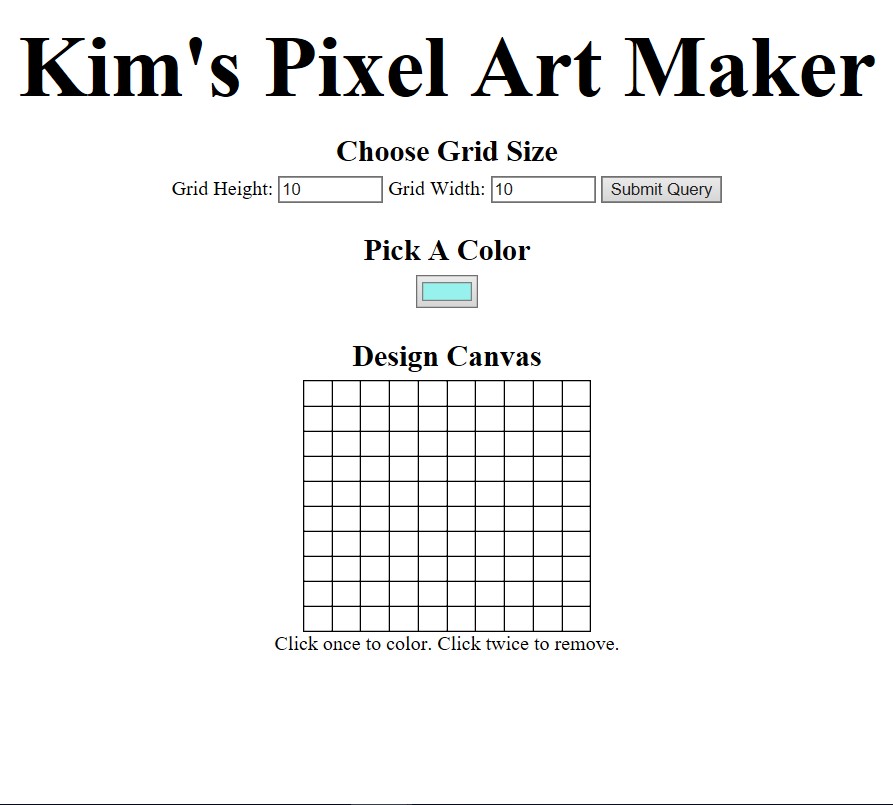 Kim's Pixel Art Maker
Choose Grid Size
Grid Height: 10 Grid Width: 10 Submit Query
Pick A Color
Design Canvas
Click once to color. Click twice to remove.